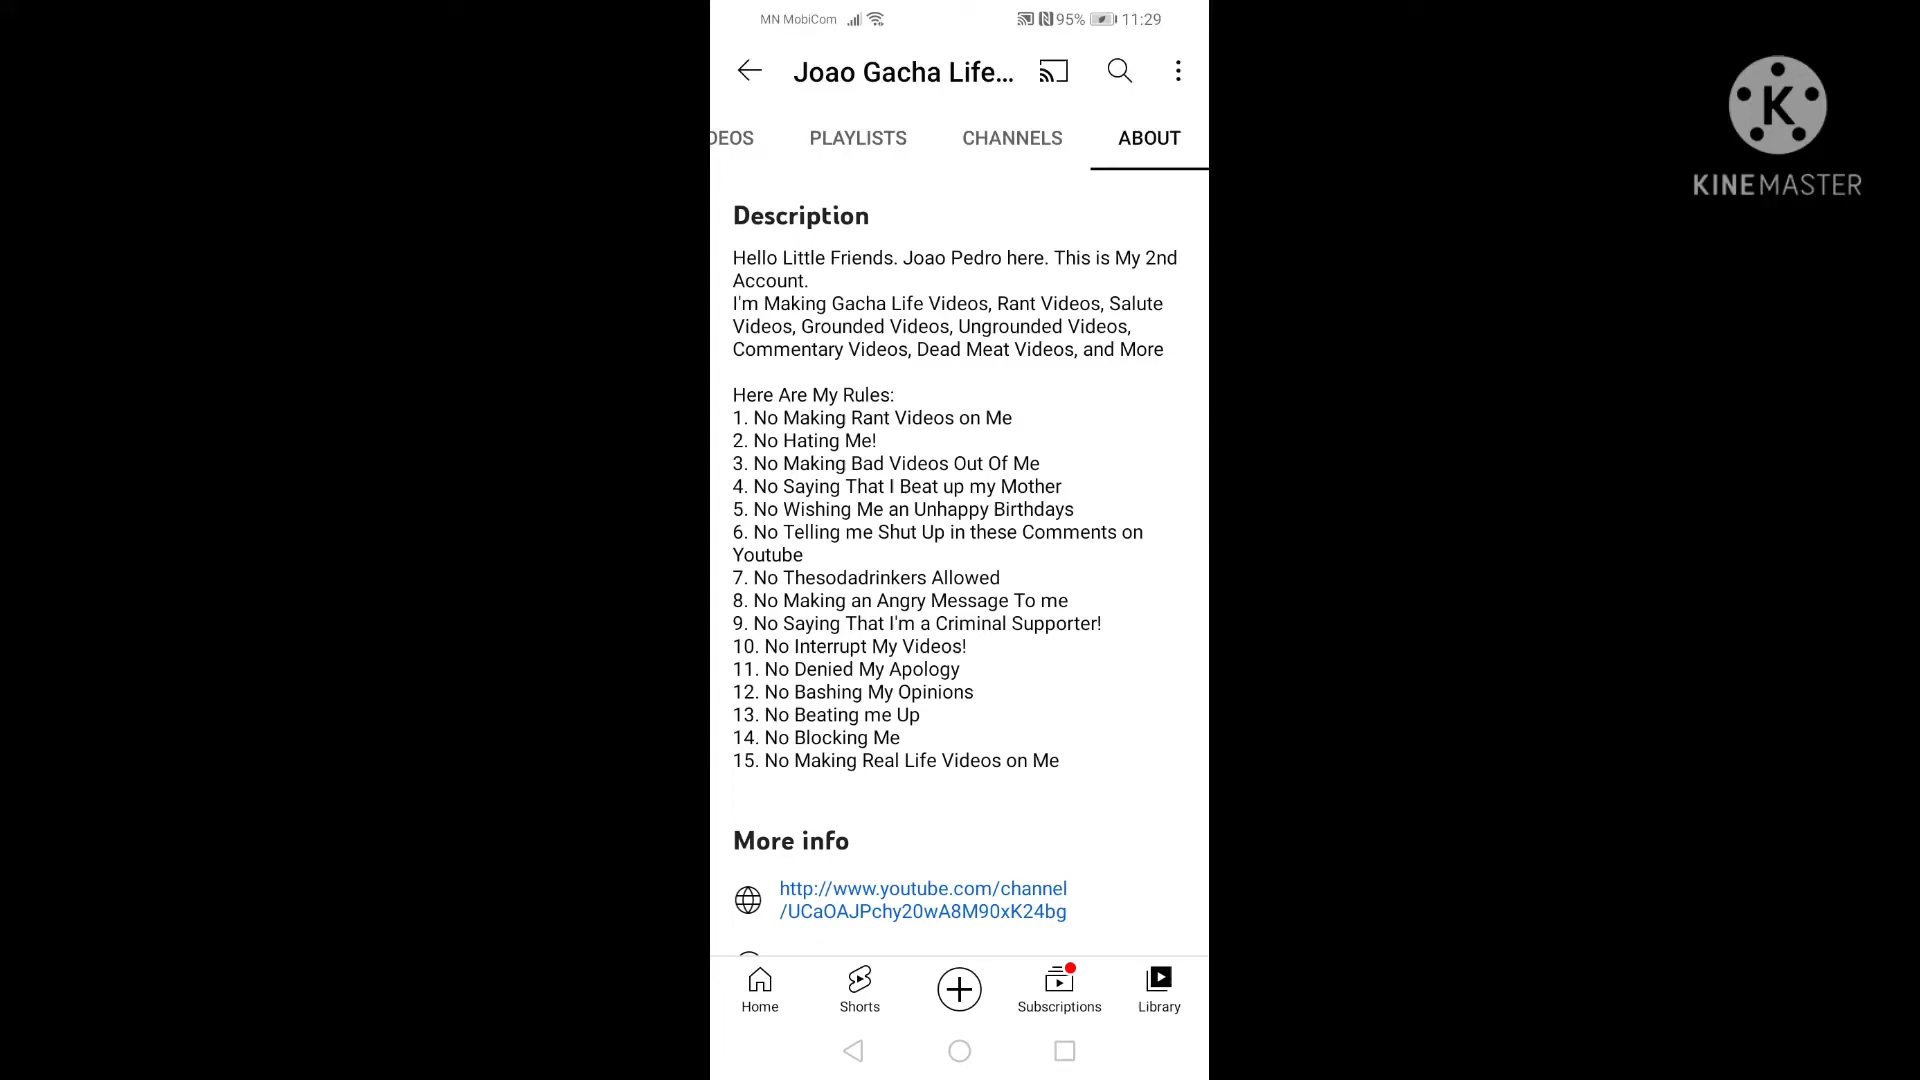 MN MobiCom 95% 11:29
Joao Gacha Life...
DEOS PLAYLISTS CHANNELS ABOUT
Description
Hello Little Friends. Joao Pedro here. This is My 2nd
Account.
I'm Making Gacha Life Videos, Rant Videos, Salute
Videos, Grounded Videos, Ungrounded Videos,
Commentary Videos, Dead Meat Videos, and More
Here Are My Rules:
1. No Making Rant Videos on Me
2. No Hating Me!
3. No Making Bad Videos Out Of Me
4. No Saying That I Beat up my Mother
5. No Wishing Me an Unhappy Birthdays
6. No Telling me Shut Up in these Comments on
Youtube
7. No Thesodadrinkers Allowed
8. No Making an Angry Message To me
9. No Saying That I'm a Criminal Supporter!
10. No Interrupt My Videos!
11. No Denied My Apology
12. No Bashing My Opinions
13. No Beating me Up
14. No Blocking Me
15. No Making Real Life Videos on Me
More info
http://www.youtube.com/channel
/UCaOAJPchy20wA8M90xK24bg
Home Shorts Subscriptions Library
K
KINEMASTER